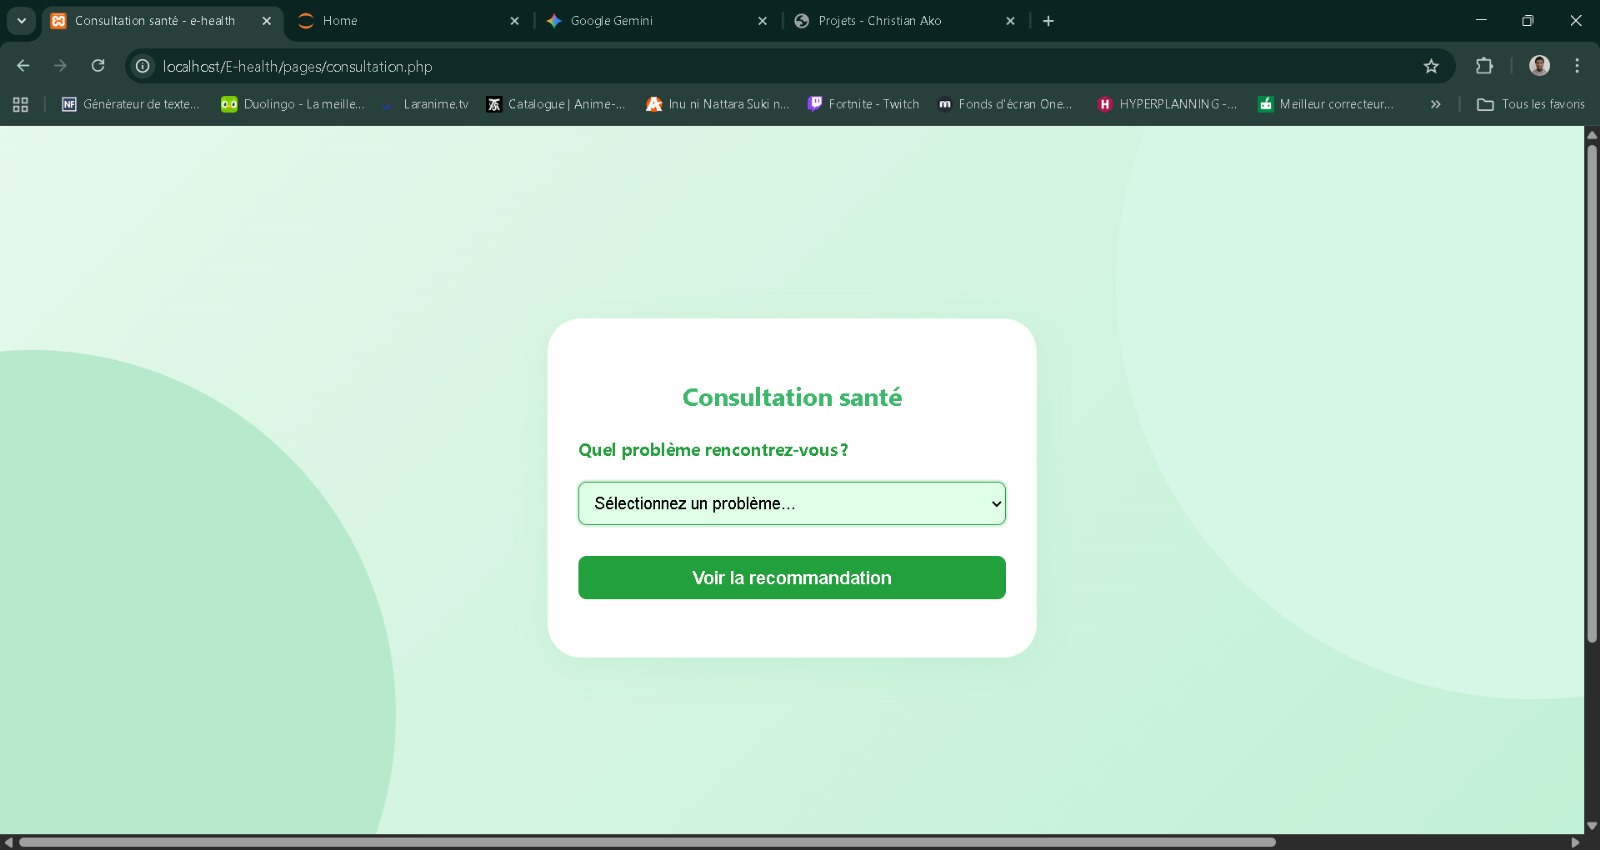 Consultation santé - e-health
Home
Google Gemini
Projets - Christian Ako
localhost/E-health/pages/consultation.php
Générateur de texte...
Duolingo - La meille...
Laranime.tv
Catalogue | Anime-...
Inu ni Nattara Suki n...
Fortnite - Twitch
Fonds d'écran One...
HYPERPLANNING -...
Meilleur correcteur...
Tous les favoris
Consultation santé
Quel problème rencontrez-vous ?
Sélectionnez un problème...
Voir la recommandation